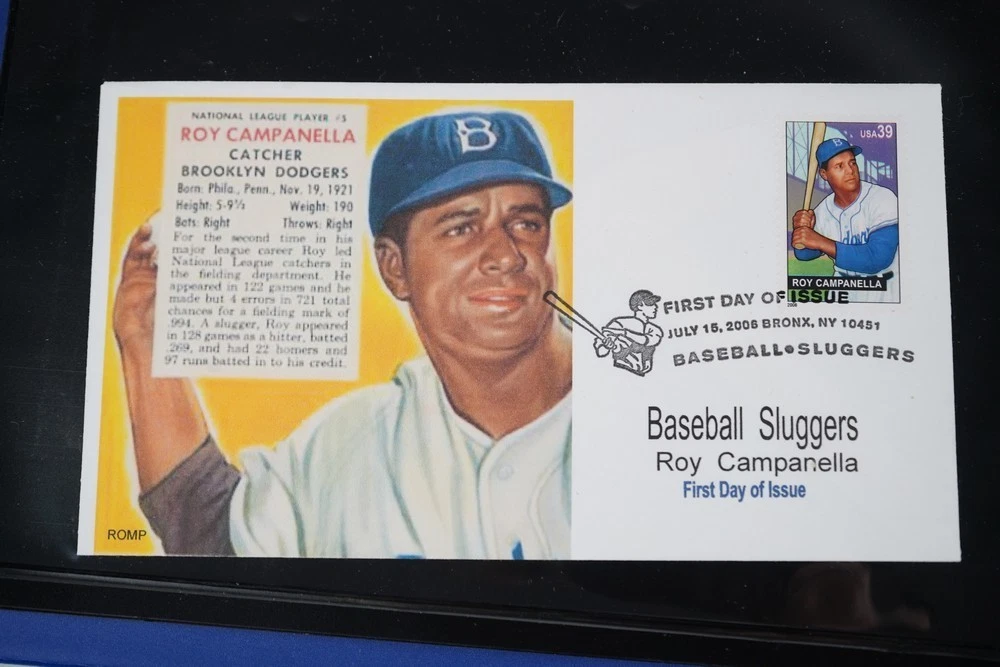 NATIONAL LEAGUE PLAYER #5
ROY CAMPANELLA
CATCHER
BROOKLYN DODGERS
Born: Phila., Penn., Nov. 19, 1921
Height: 5-9½ Weight: 190
Bats: Right Throws: Right
For the second time in his
major league career Roy led
National League catchers in
the fielding department. He
appeared in 122 games and he
made but 4 errors in 721 total
chances for a fielding mark of
.994. A slugger, Roy appeared
in 128 games as a hitter, batted
.269, and had 22 homers and
97 runs batted in to his credit.
B
ROMP
USA 39
B
ROY CAMPANELLA
2006
FIRST DAY OF ISSUE
JULY 15, 2006 BRONX, NY 10451
BASEBALL•SLUGGERS
Baseball Sluggers
Roy Campanella
First Day of Issue